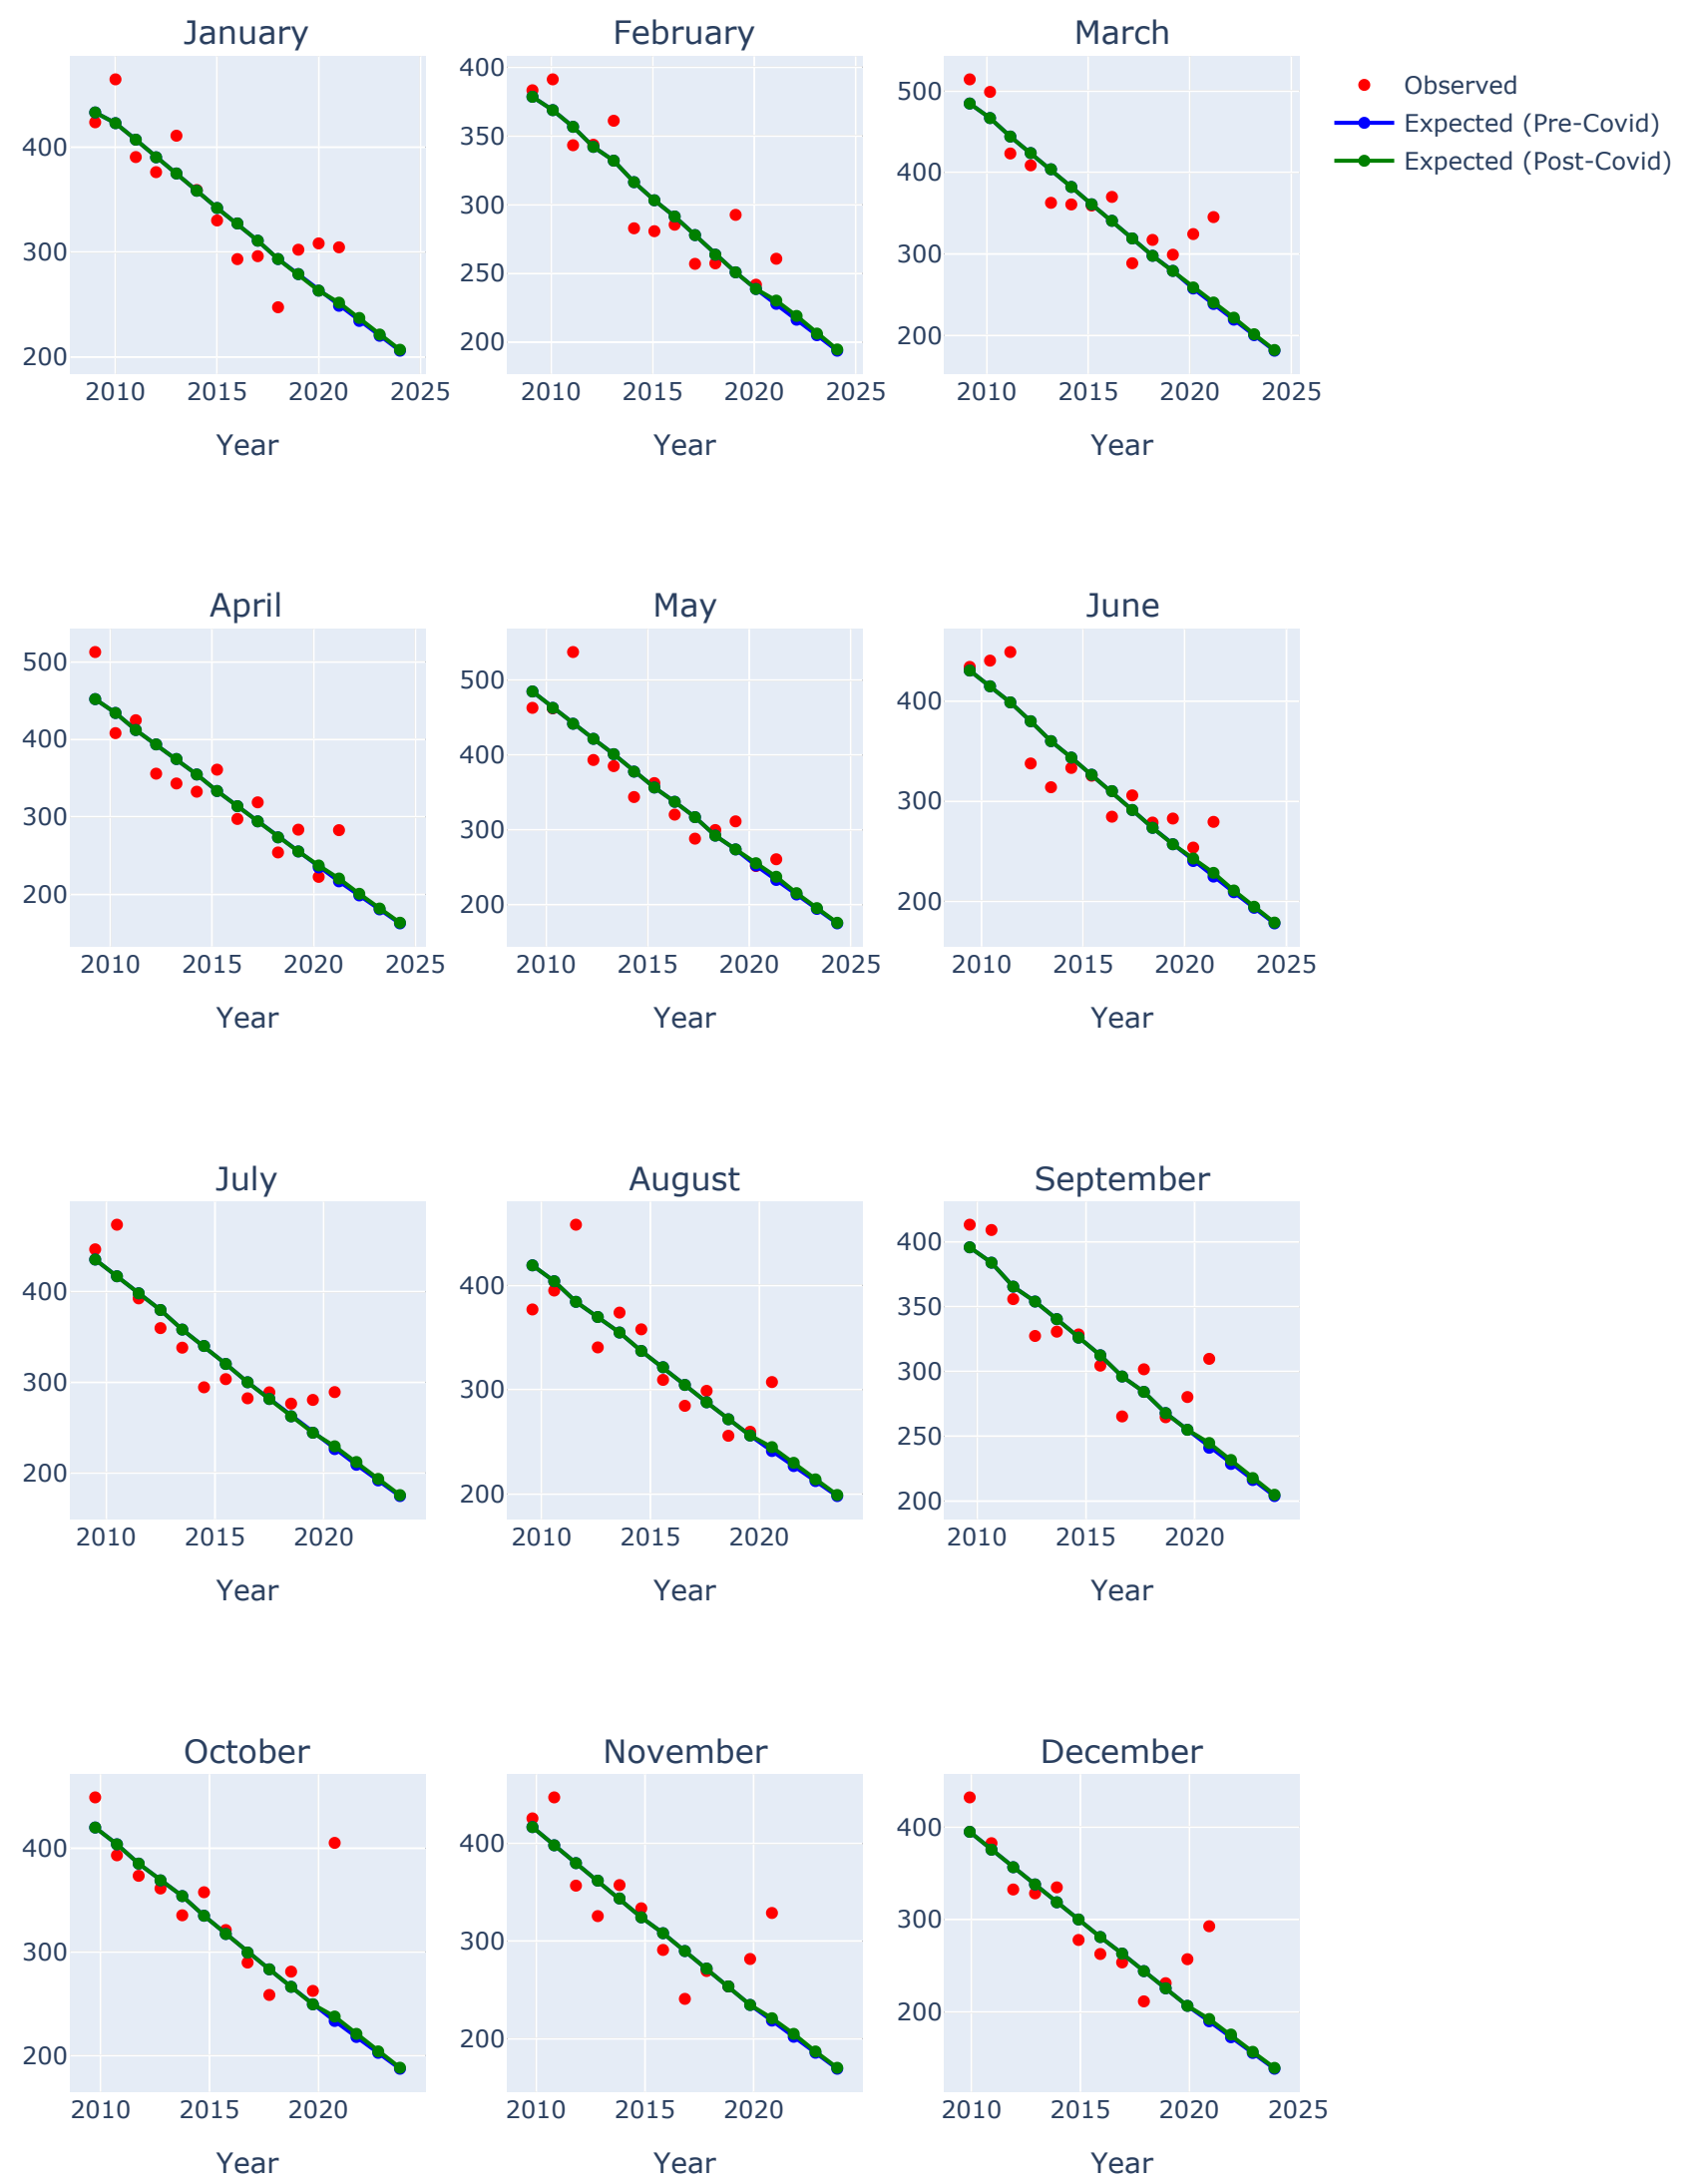 January February March
Observed
Expected (Pre-Covid)
Expected (Post-Covid)
400
300
200
2010 2015 2020 2025
Year
400
350
300
250
200
2010 2015 2020 2025
Year
500
400
300
200
2010 2015 2020 2025
Year
April May June
500
400
300
200
2010 2015 2020 2025
Year
500
400
300
200
2010 2015 2020 2025
Year
400
300
200
2010 2015 2020 2025
Year
July August September
400
300
200
2010 2015 2020
Year
400
300
200
2010 2015 2020
Year
400
350
300
250
200
2010 2015 2020
Year
October November December
400
300
200
2010 2015 2020
Year
400
300
200
2010 2015 2020
Year
400
300
200
2010 2015 2020 2025
Year